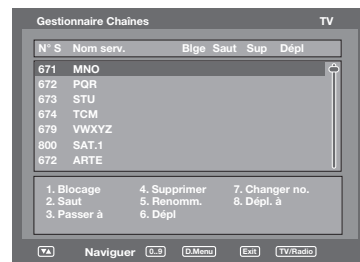 Gestionnaire Chaînes TV
N° S Nom serv. Blge Saut Sup Dépl
671 MNO
672 PQR
673 STU
674 TCM
679 VWXYZ
800 SAT.1
672 ARTE
1. Blocage 4. Supprimer 7. Changer no.
2. Saut 5. Renomm. 8. Dépl. à
3. Passer à 6. Dépl
▼▲ Naviguer 0..9 D.Menu Exit TV/Radio